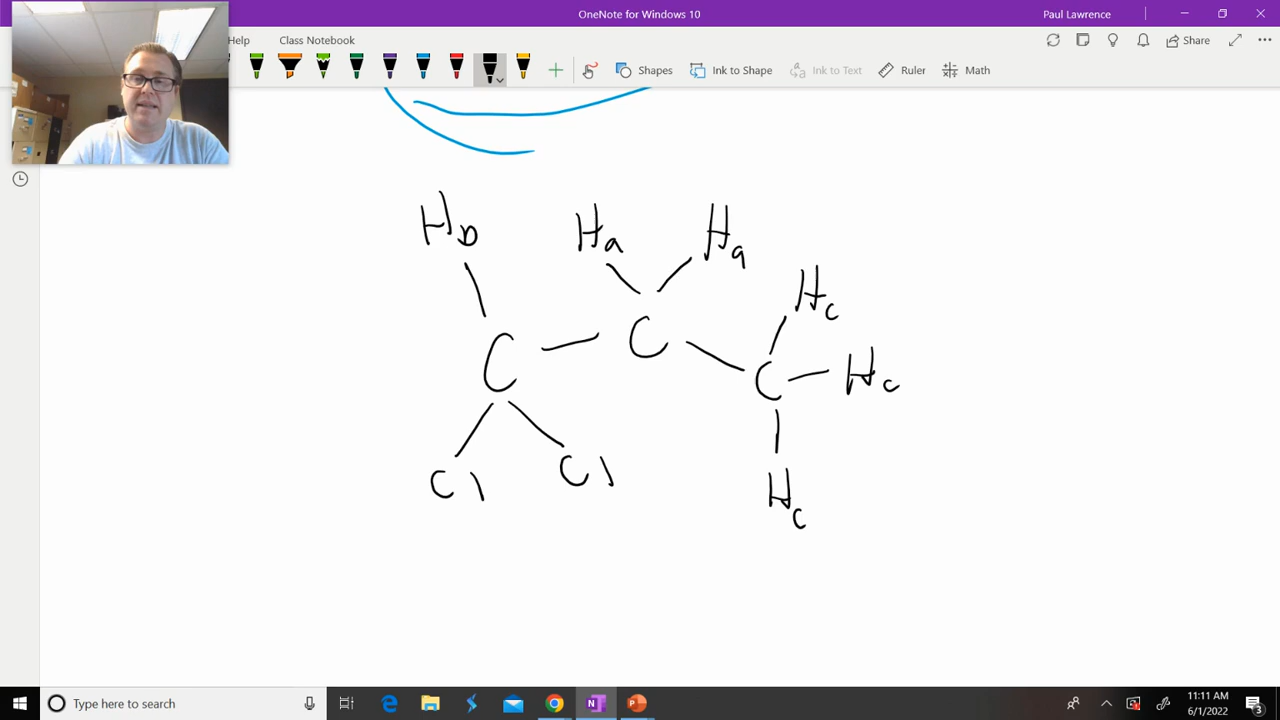 OneNote for Windows 10
Paul Lawrence
Help Class Notebook
Share
Shapes Ink to Shape Ink to Text Ruler Math
Hb Ha Ha
Hc
C — C
C — Hc
Cl Cl
Hc
Type here to search
11:11 AM
6/1/2022
3